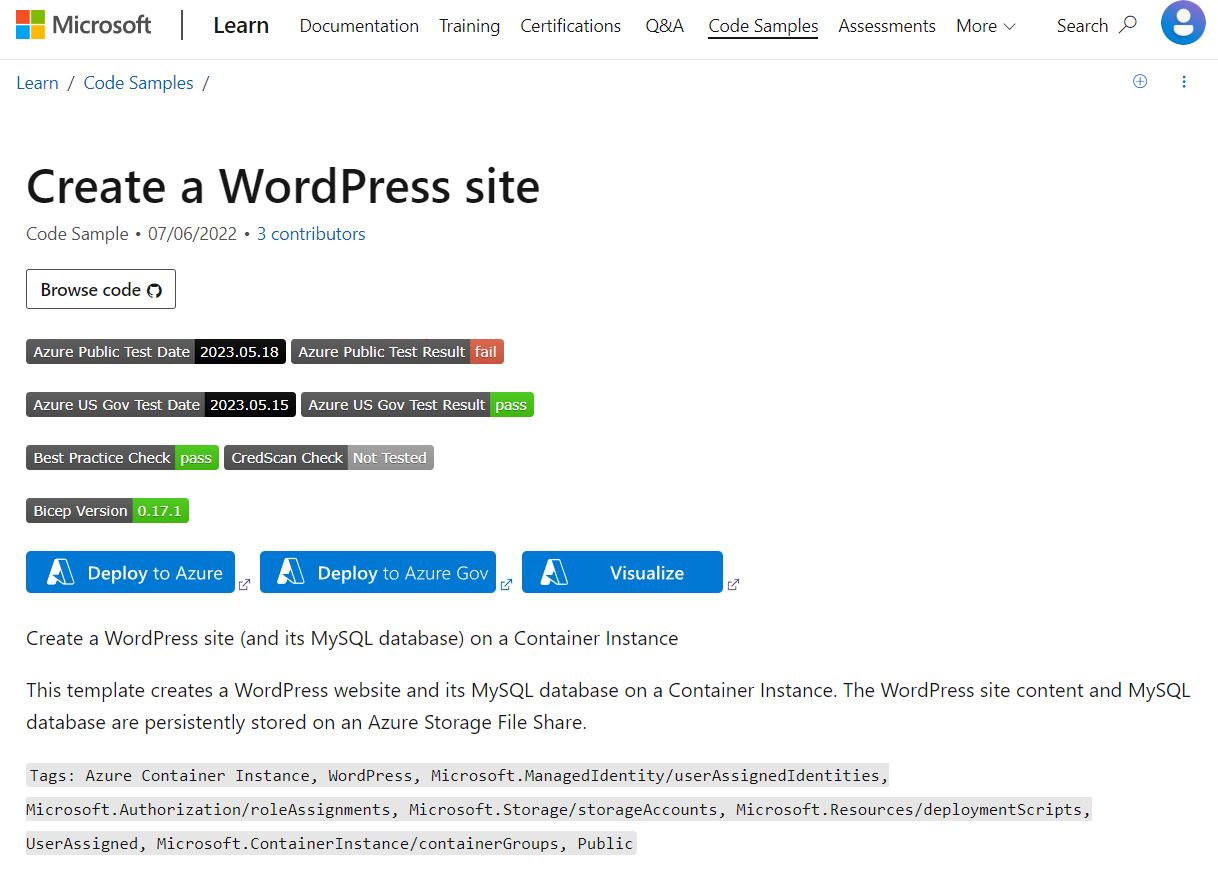 Microsoft Learn Documentation Training Certifications Q&A Code Samples Assessments More Search
Learn / Code Samples /
Create a WordPress site
Code Sample • 07/06/2022 • 3 contributors
Browse code
Azure Public Test Date 2023.05.18 Azure Public Test Result fail
Azure US Gov Test Date 2023.05.15 Azure US Gov Test Result pass
Best Practice Check pass CredScan Check Not Tested
Bicep Version 0.17.1
Deploy to Azure Deploy to Azure Gov Visualize
Create a WordPress site (and its MySQL database) on a Container Instance
This template creates a WordPress website and its MySQL database on a Container Instance. The WordPress site content and MySQL
database are persistently stored on an Azure Storage File Share.
Tags: Azure Container Instance, WordPress, Microsoft.ManagedIdentity/userAssignedIdentities,
Microsoft.Authorization/roleAssignments, Microsoft.Storage/storageAccounts, Microsoft.Resources/deploymentScripts,
UserAssigned, Microsoft.ContainerInstance/containerGroups, Public